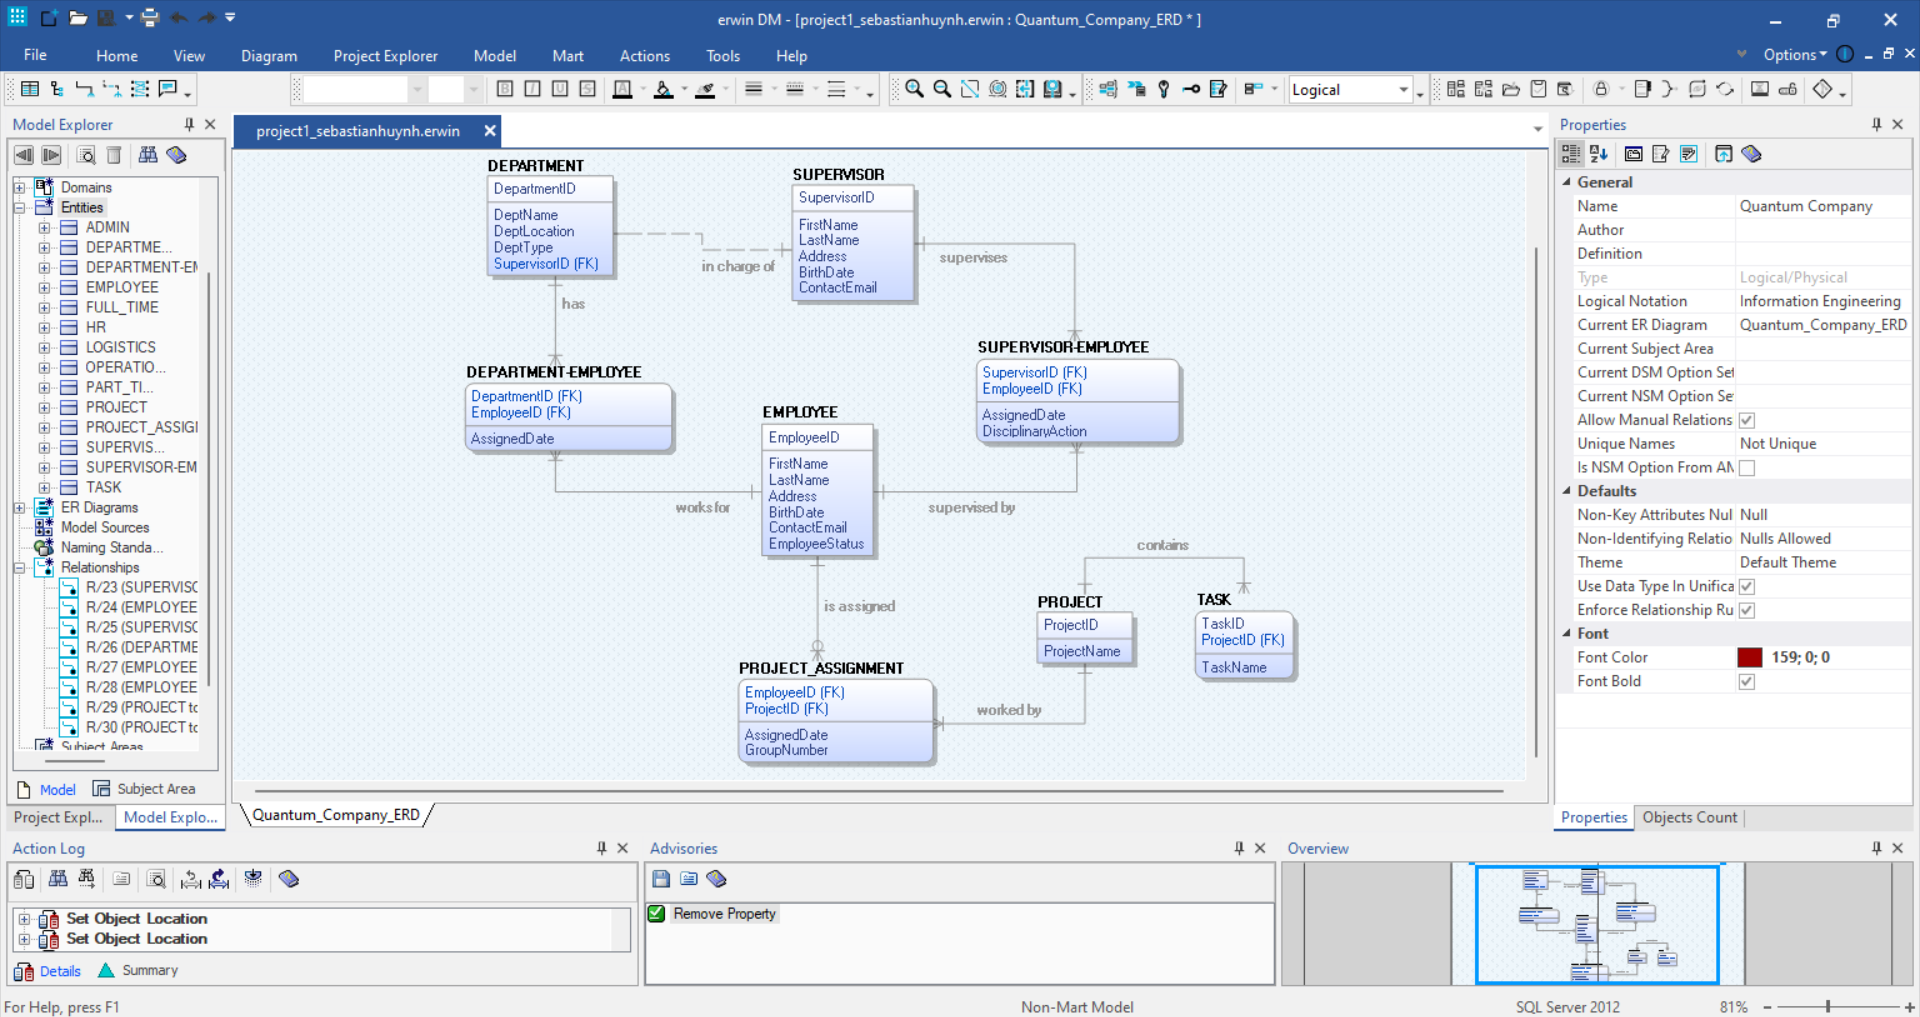 erwin DM - [project1_sebastianhuynh.erwin : Quantum_Company_ERD * ]
File
Home
View
Diagram
Project Explorer
Model
Mart
Actions
Tools
Help
Options
Logical
Model Explorer
Domains
Entities
ADMIN
DEPARTME...
DEPARTMENT-EM
EMPLOYEE
FULL_TIME
HR
LOGISTICS
OPERATIO...
PART_TI...
PROJECT
PROJECT_ASSIGI
SUPERVIS...
SUPERVISOR-EM
TASK
ER Diagrams
Model Sources
Naming Standa...
Relationships
R/23 (SUPERVISC
R/24 (EMPLOYEE
R/25 (SUPERVISC
R/26 (DEPARTME
R/27 (EMPLOYEE
R/28 (EMPLOYEE
R/29 (PROJECT tc
R/30 (PROJECT tc
Subject Areas
Model
Subject Area
Project Expl...
Model Explo...
project1_sebastianhuynh.erwin
DEPARTMENT
DepartmentID
DeptName
DeptLocation
DeptType
SupervisorID (FK)
SUPERVISOR
SupervisorID
FirstName
LastName
Address
BirthDate
ContactEmail
in charge of
supervises
has
DEPARTMENT-EMPLOYEE
DepartmentID (FK)
EmployeeID (FK)
AssignedDate
SUPERVISOR-EMPLOYEE
SupervisorID (FK)
EmployeeID (FK)
AssignedDate
DisciplinaryAction
EMPLOYEE
EmployeeID
FirstName
LastName
Address
BirthDate
ContactEmail
EmployeeStatus
works for
supervised by
contains
is assigned
PROJECT
ProjectID
ProjectName
TASK
TaskID
ProjectID (FK)
TaskName
PROJECT_ASSIGNMENT
EmployeeID (FK)
ProjectID (FK)
AssignedDate
GroupNumber
worked by
Quantum_Company_ERD
Properties
General
Name Quantum Company
Author
Definition
Type Logical/Physical
Logical Notation Information Engineering
Current ER Diagram Quantum_Company_ERD
Current Subject Area
Current DSM Option Set
Current NSM Option Se
Allow Manual Relations
Unique Names Not Unique
Is NSM Option From AM
Defaults
Non-Key Attributes Nul Null
Non-Identifying Relatio Nulls Allowed
Theme Default Theme
Use Data Type In Unifica
Enforce Relationship Ru
Font
Font Color 159; 0; 0
Font Bold
Properties
Objects Count
Action Log
Set Object Location
Set Object Location
Details
Summary
Advisories
Remove Property
Overview
For Help, press F1
Non-Mart Model
SQL Server 2012
81%